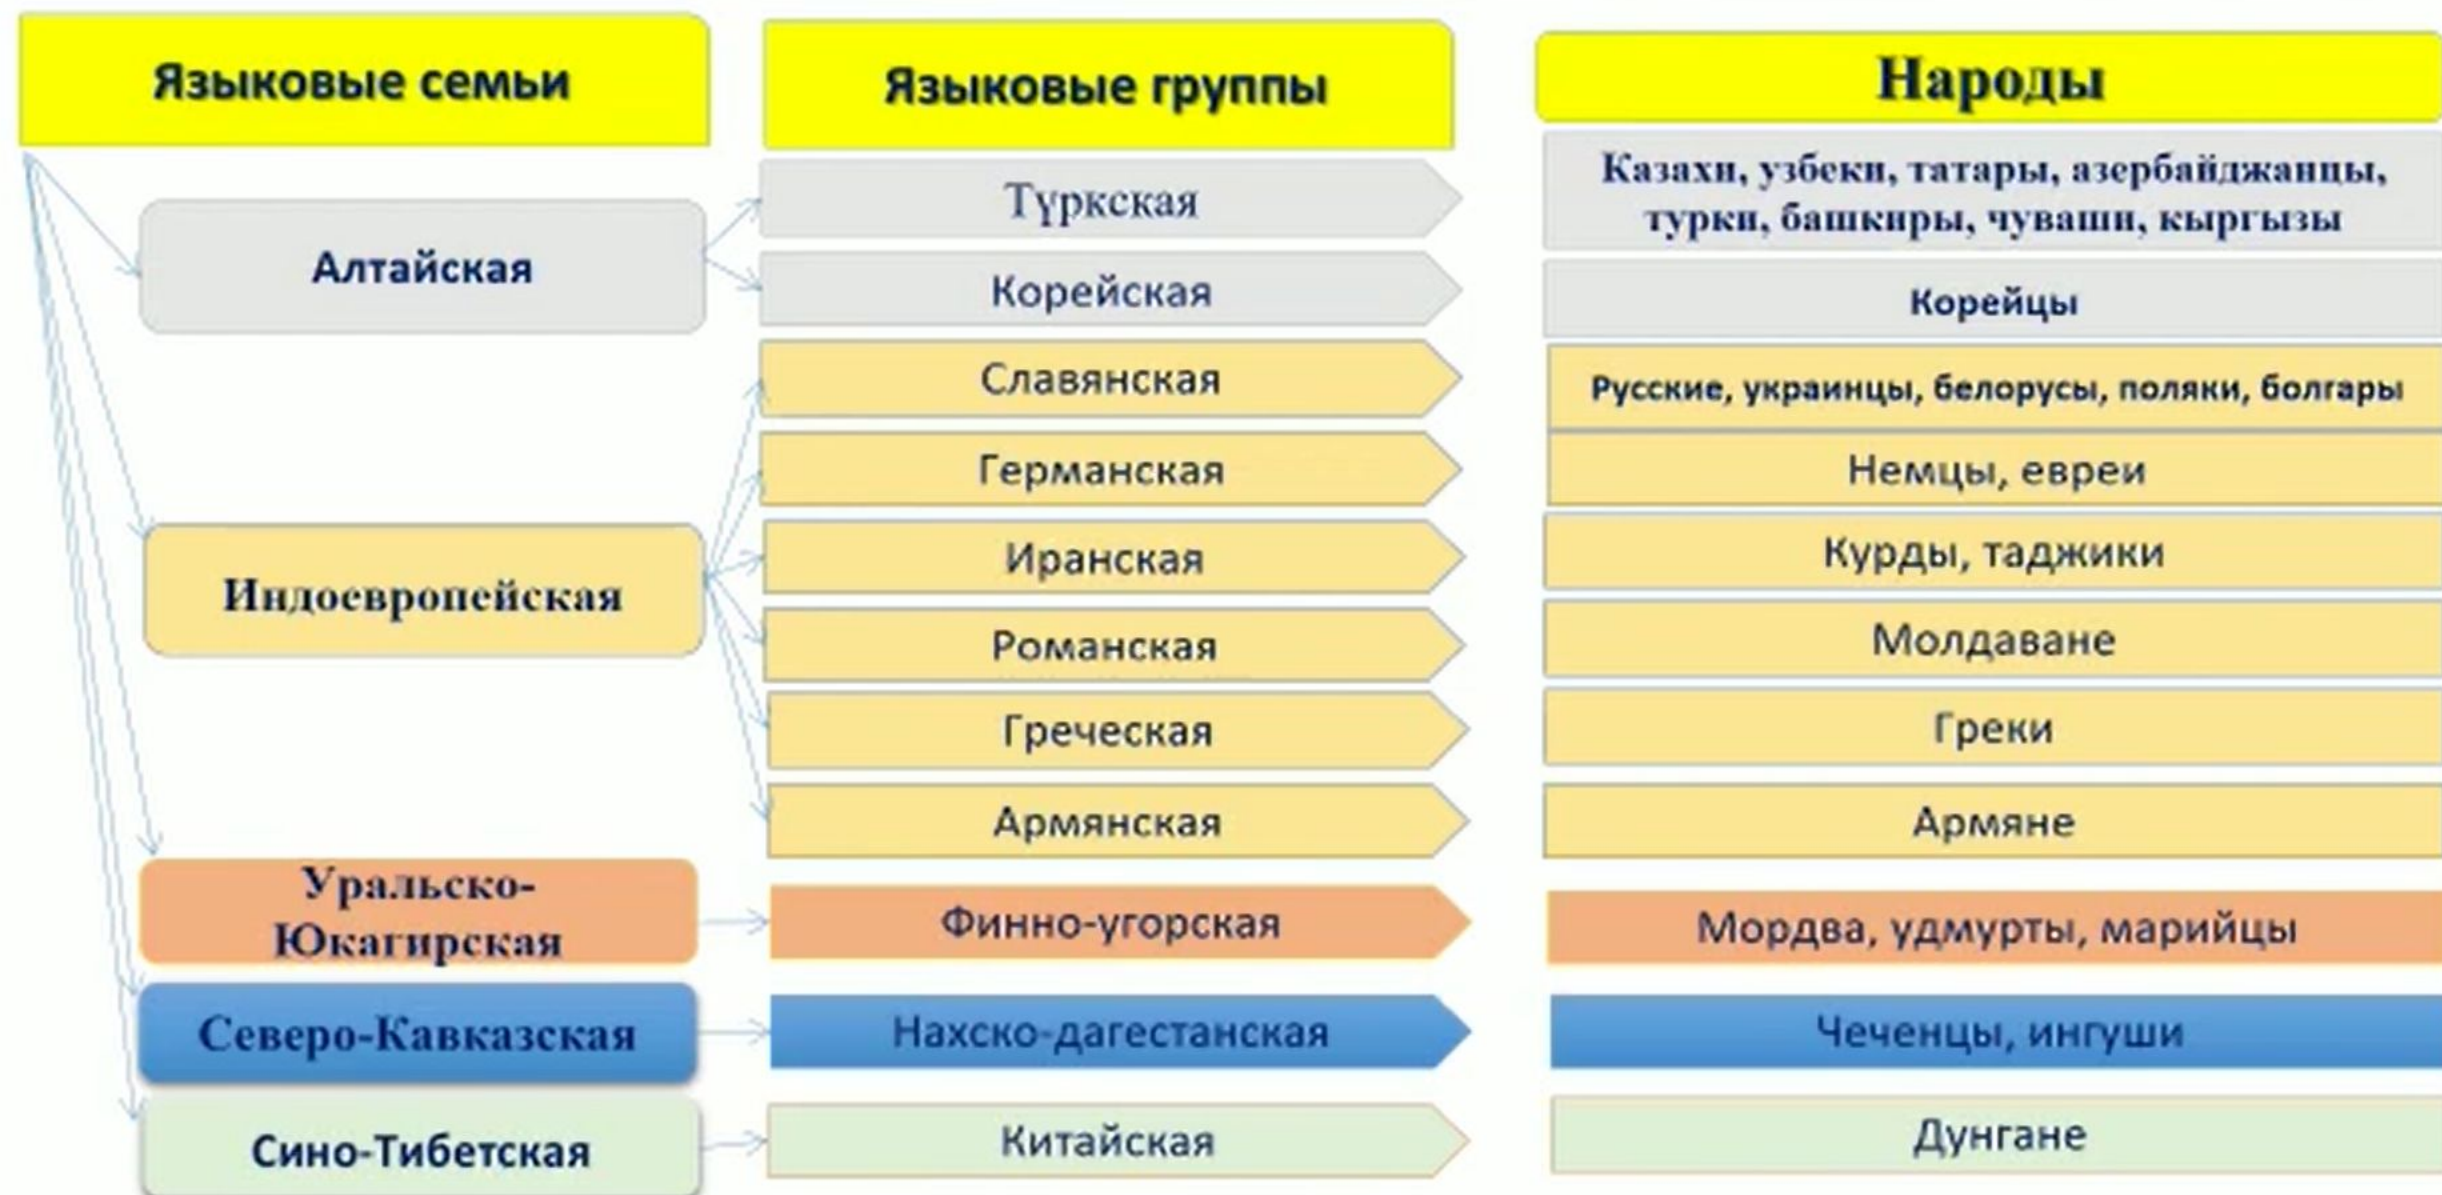 Языковые семьи
Языковые группы
Народы
Алтайская
Түркская
Казахи, узбеки, татары, азербайджанцы,
турки, башкиры, чуваши, кыргызы
Корейская
Корейцы
Индоевропейская
Славянская
Русские, украинцы, белорусы, поляки, болгары
Германская
Немцы, евреи
Иранская
Курды, таджики
Романская
Молдаване
Греческая
Греки
Армянская
Армяне
Уральско-
Юкагирская
Финно-угорская
Мордва, удмурты, марийцы
Северо-Кавказская
Нахско-дагестанская
Чеченцы, ингуши
Сино-Тибетская
Китайская
Дунгане